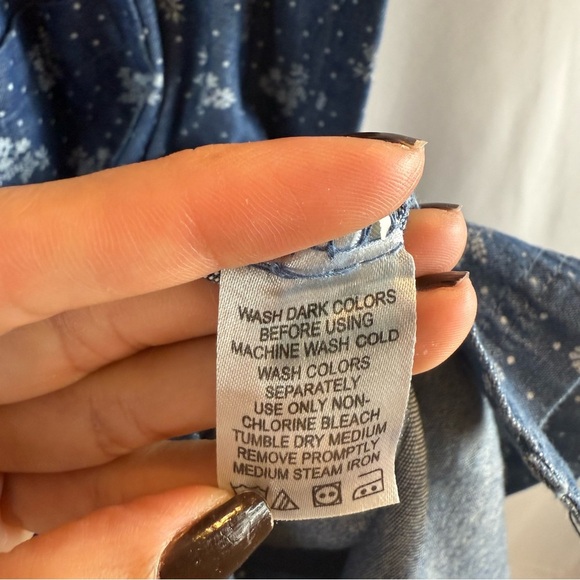 WASH DARK COLORS
BEFORE USING
MACHINE WASH COLD
WASH COLORS
SEPARATELY
USE ONLY NON-
CHLORINE BLEACH
TUMBLE DRY MEDIUM
REMOVE PROMPTLY
MEDIUM STEAM IRON